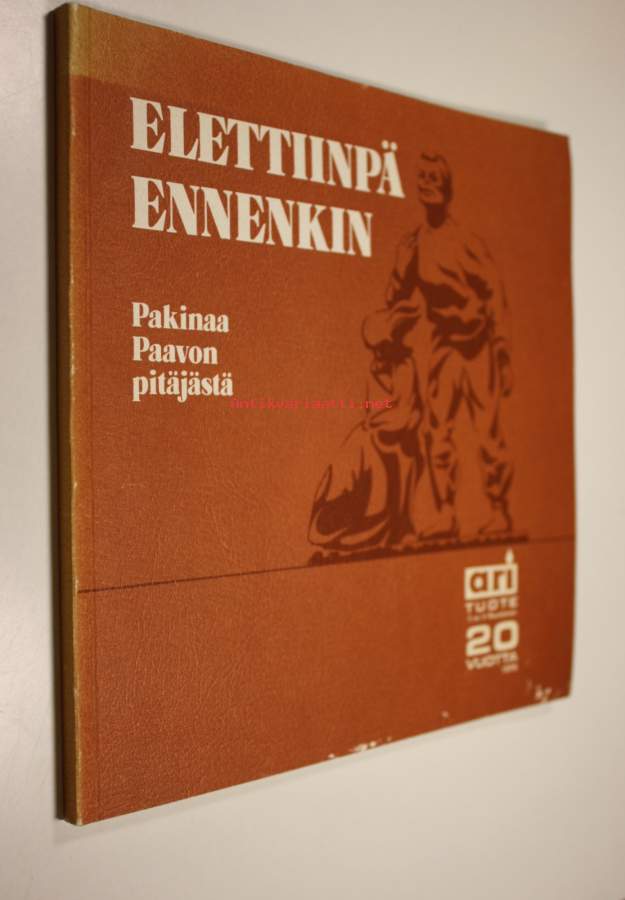 ELETTIINPÄ
ENNENKIN
Pakinaa
Paavon
pitäjästä
Antikvariaatti.net
ari
TUOTE
20
VUOTTA